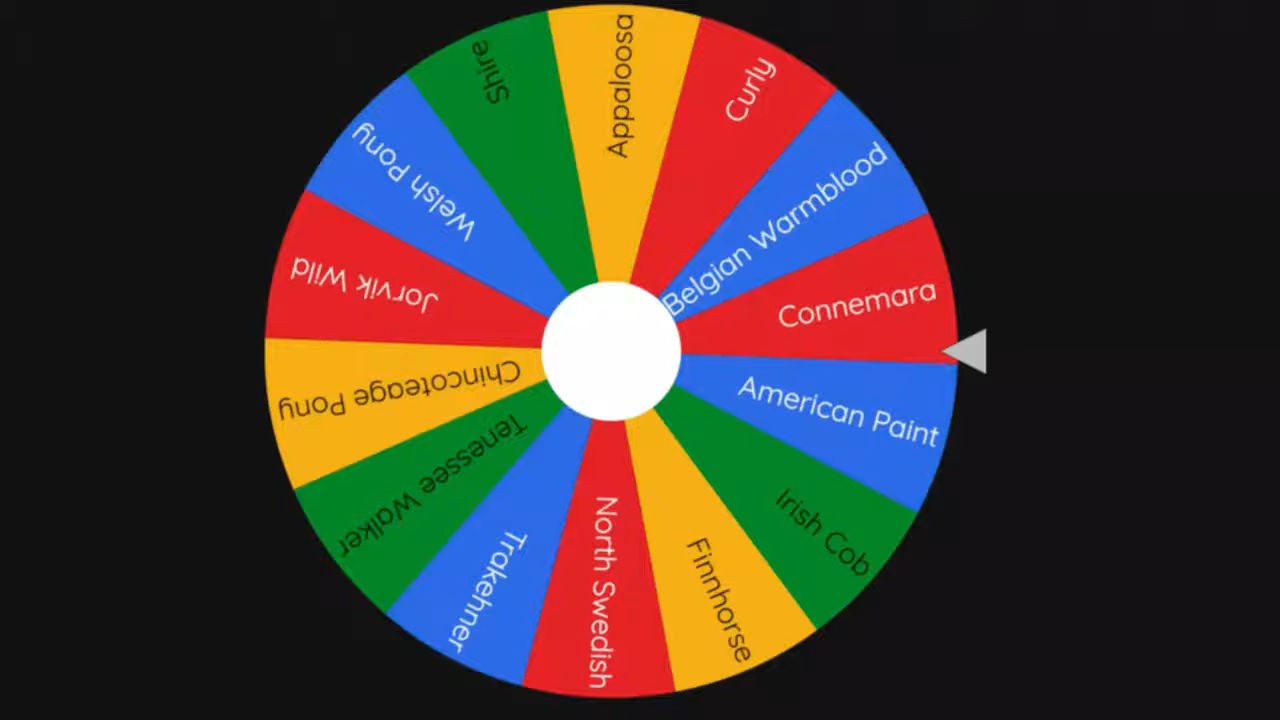 Appaloosa
Curly
Belgian Warmblood
Connemara
American Paint
Irish Cob
Finnhorse
North Swedish
Trakehner
Tenessee Walker
Chincoteage Pony
Jorvik Wild
Welsh Pony
Shire